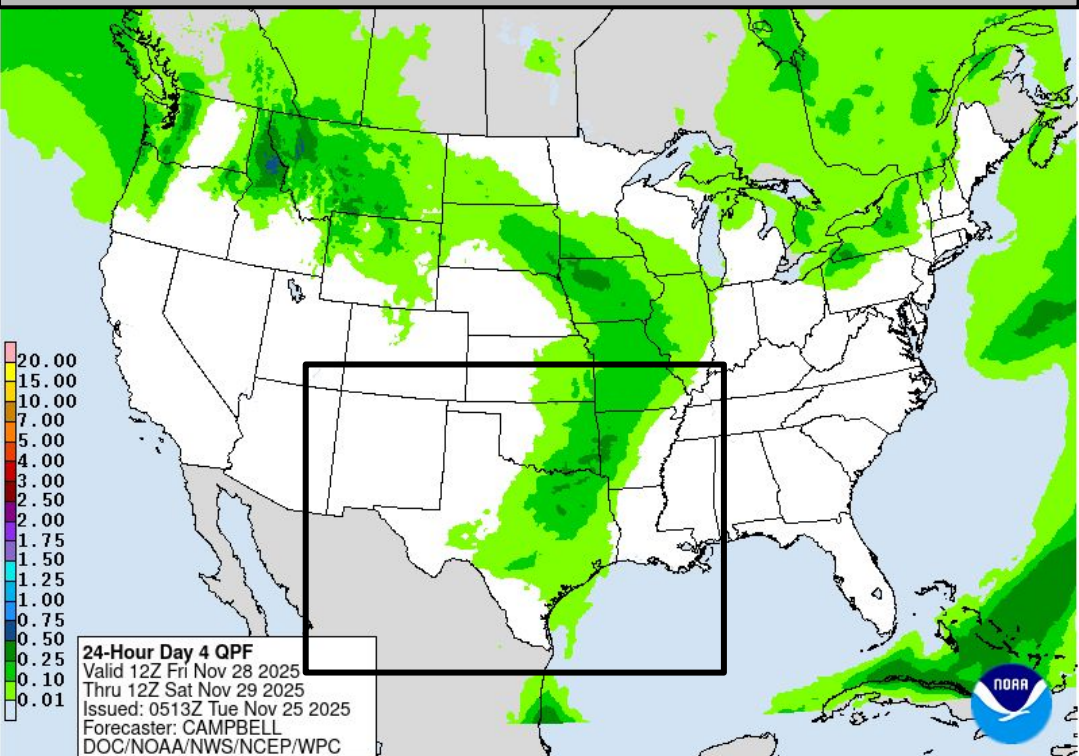 20.00
15.00
10.00
7.00
5.00
4.00
3.00
2.50
2.00
1.75
1.50
1.25
1.00
0.75
0.50
0.25
0.10
0.01
24-Hour Day 4 QPF
Valid 12Z Fri Nov 28 2025
Thru 12Z Sat Nov 29 2025
Issued: 0513Z Tue Nov 25 2025
Forecaster: CAMPBELL
DOC/NOAA/NWS/NCEP/WPC
NOAA